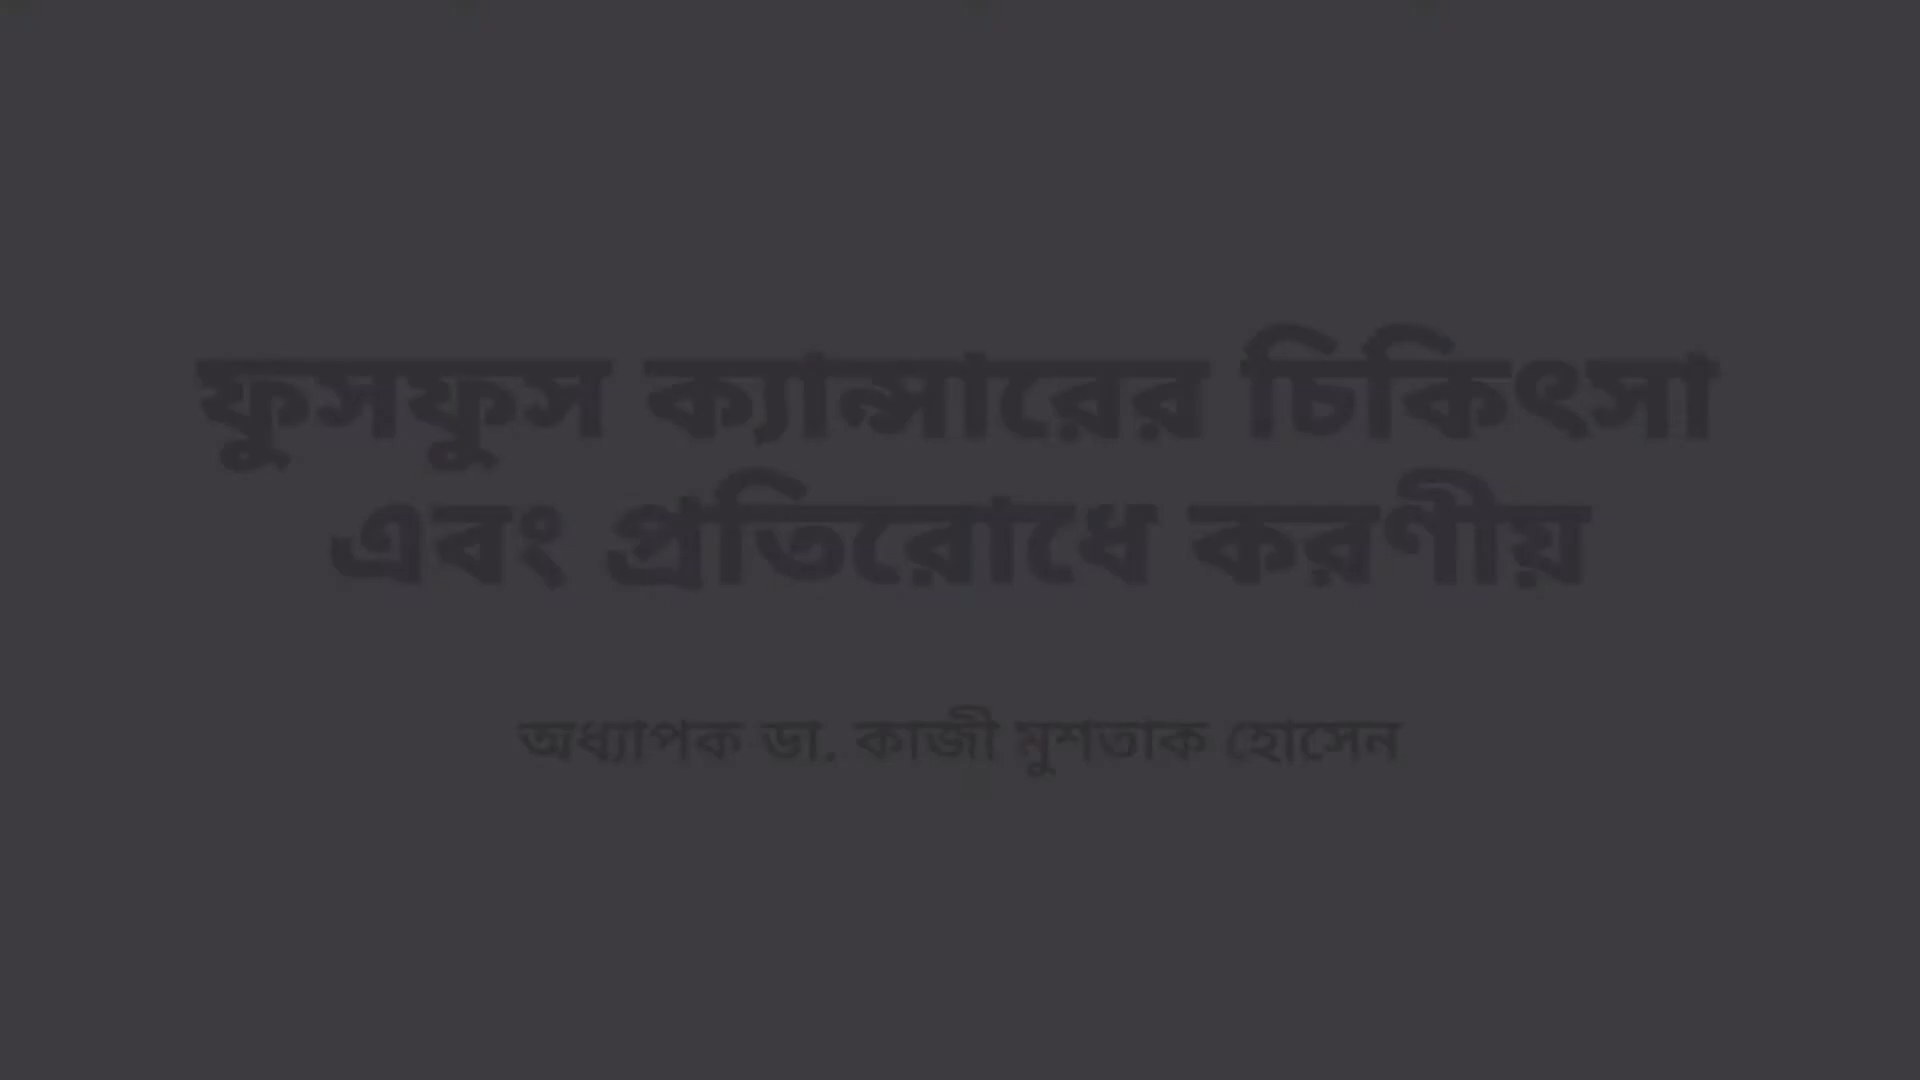 ফুসফুস ক্যান্সারের চিকিৎসা
এবং প্রতিরোধে করণীয়
অধ্যাপক ডা. কাজী মুশতাক হোসেন